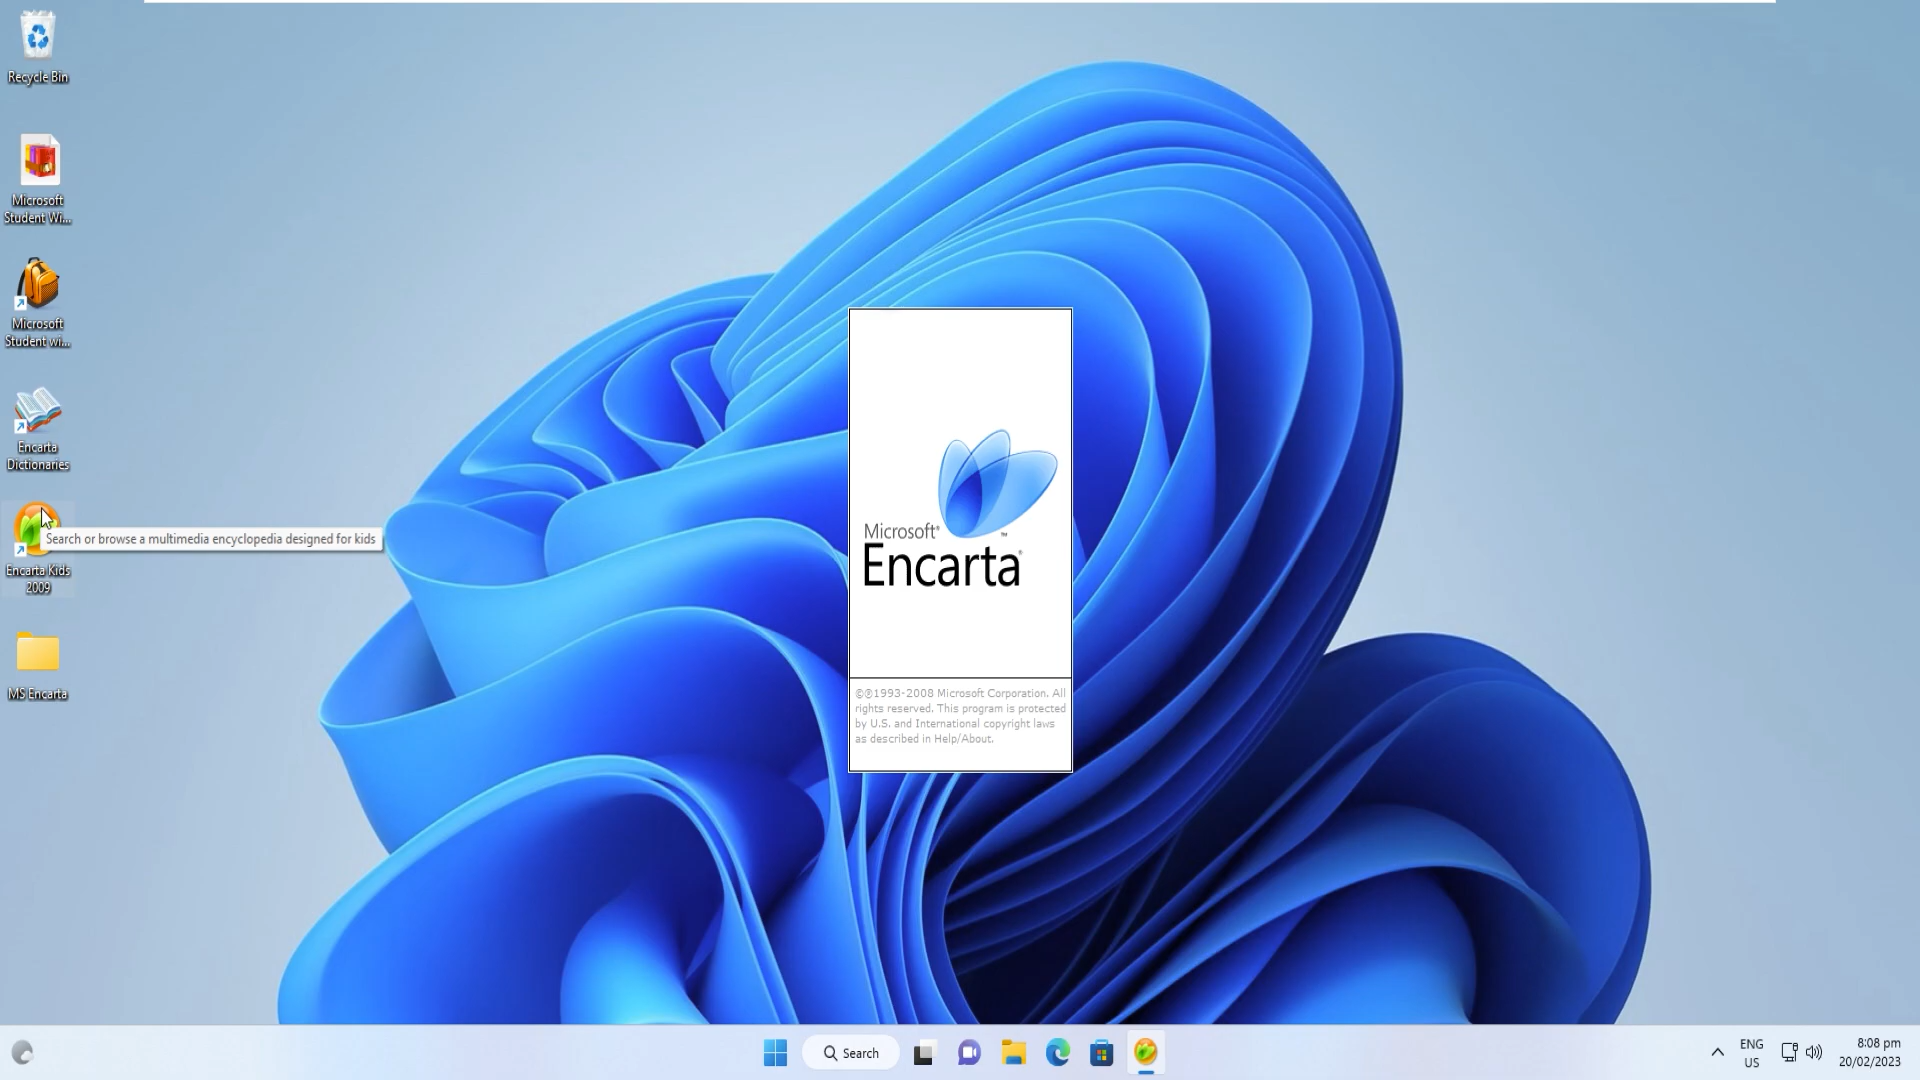 Recycle Bin
Microsoft
Student Wi...
Microsoft
Student wi...
Encarta
Dictionaries
Search or browse a multimedia encyclopedia designed for kids
Encarta Kids
2009
MS Encarta
Microsoft®
Encarta®
™
©℗1993-2008 Microsoft Corporation. All
rights reserved. This program is protected
by U.S. and International copyright laws
as described in Help/About.
Search
ENG
US
8:08 pm
20/02/2023